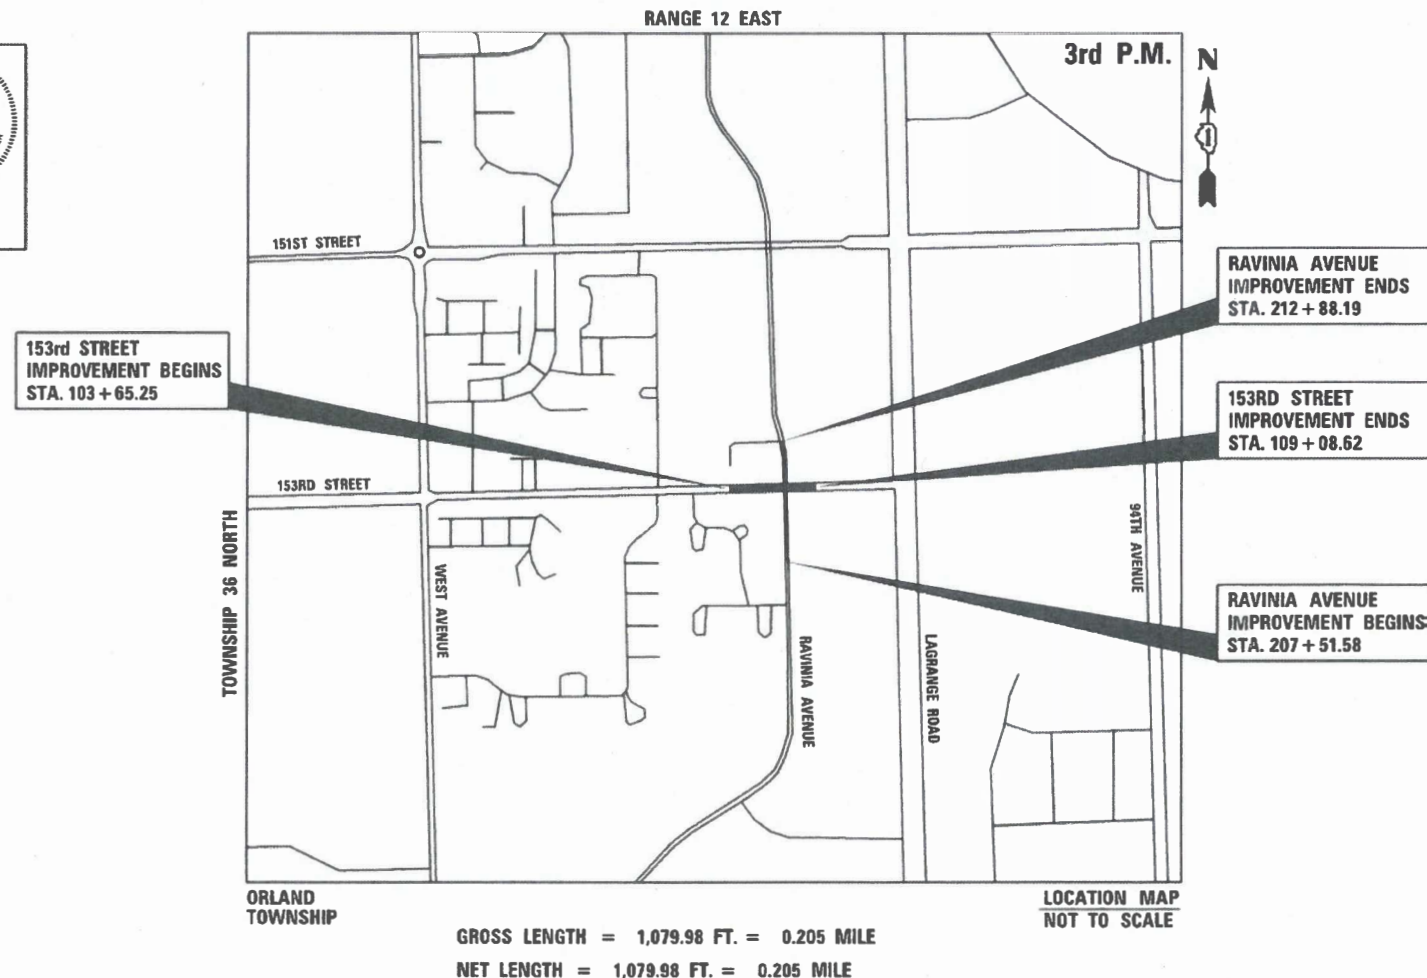 RANGE 12 EAST
3rd P.M.
N
151ST STREET
RAVINIA AVENUE
IMPROVEMENT ENDS
STA. 212+88.19
153rd STREET
IMPROVEMENT BEGINS
STA. 103+65.25
153RD STREET
IMPROVEMENT ENDS
STA. 109+08.62
153RD STREET
TOWNSHIP 36 NORTH
WEST AVENUE
RAVINIA AVENUE
LAGRANGE ROAD
94TH AVENUE
RAVINIA AVENUE
IMPROVEMENT BEGINS
STA. 207+51.58
ORLAND
TOWNSHIP
LOCATION MAP
NOT TO SCALE
GROSS LENGTH = 1,079.98 FT. = 0.205 MILE
NET LENGTH = 1,079.98 FT. = 0.205 MILE